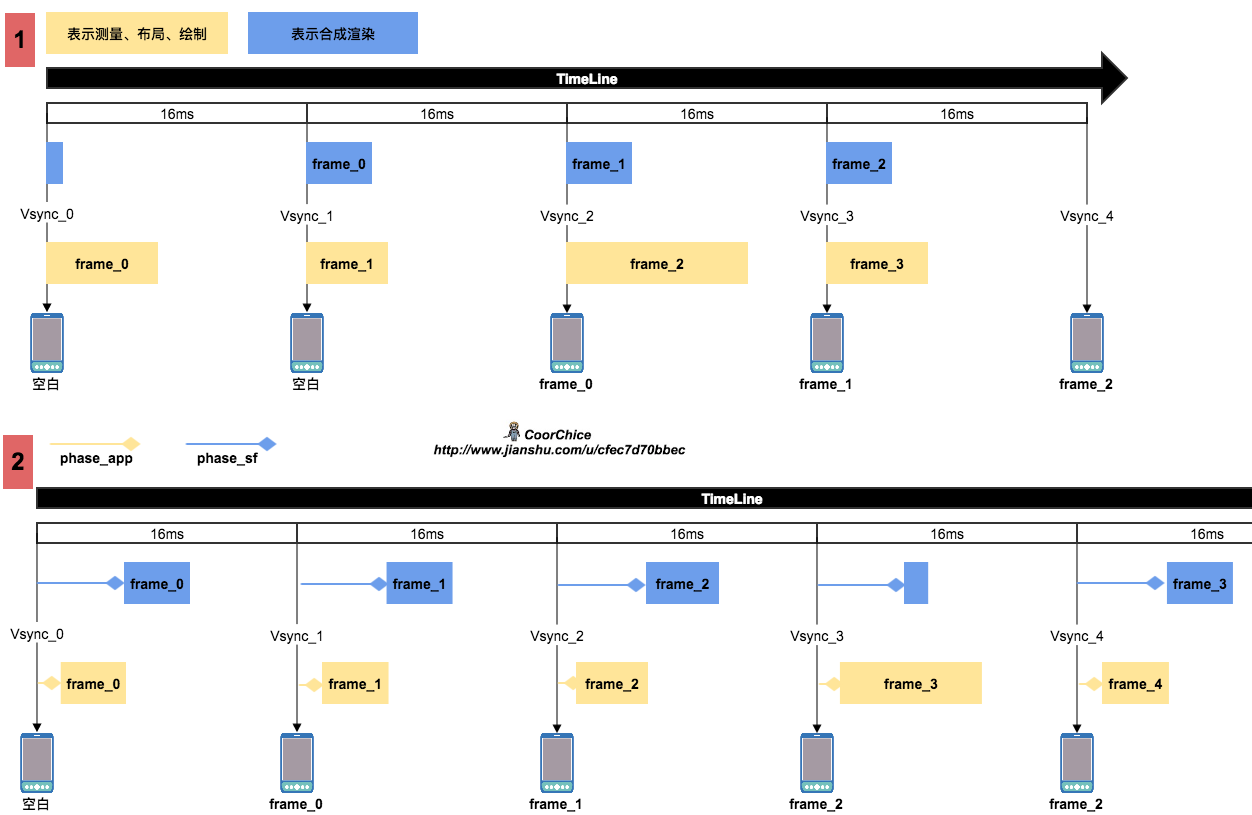 1
表示测量、布局、绘制 表示合成渲染
TimeLine
16ms 16ms 16ms 16ms
frame_0 frame_1 frame_2
Vsync_0 Vsync_1 Vsync_2 Vsync_3 Vsync_4
frame_0 frame_1 frame_2 frame_3
空白 空白 frame_0 frame_1 frame_2
2
phase_app phase_sf
CoorChice
http://www.jianshu.com/u/cfec7d70bbec
TimeLine
16ms 16ms 16ms 16ms 16ms
frame_0 frame_1 frame_2 frame_3
Vsync_0 Vsync_1 Vsync_2 Vsync_3 Vsync_4
frame_0 frame_1 frame_2 frame_3 frame_4
空白 frame_0 frame_1 frame_2 frame_2